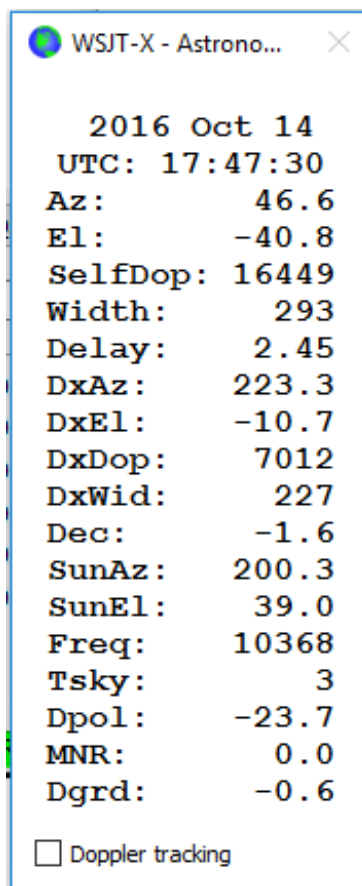 WSJT-X - Astrono...
2016 Oct 14
UTC: 17:47:30
Az: 46.6
El: -40.8
SelfDop: 16449
Width: 293
Delay: 2.45
DxAz: 223.3
DxEl: -10.7
DxDop: 7012
DxWid: 227
Dec: -1.6
SunAz: 200.3
SunEl: 39.0
Freq: 10368
Tsky: 3
Dpol: -23.7
MNR: 0.0
Dgrd: -0.6
Doppler tracking